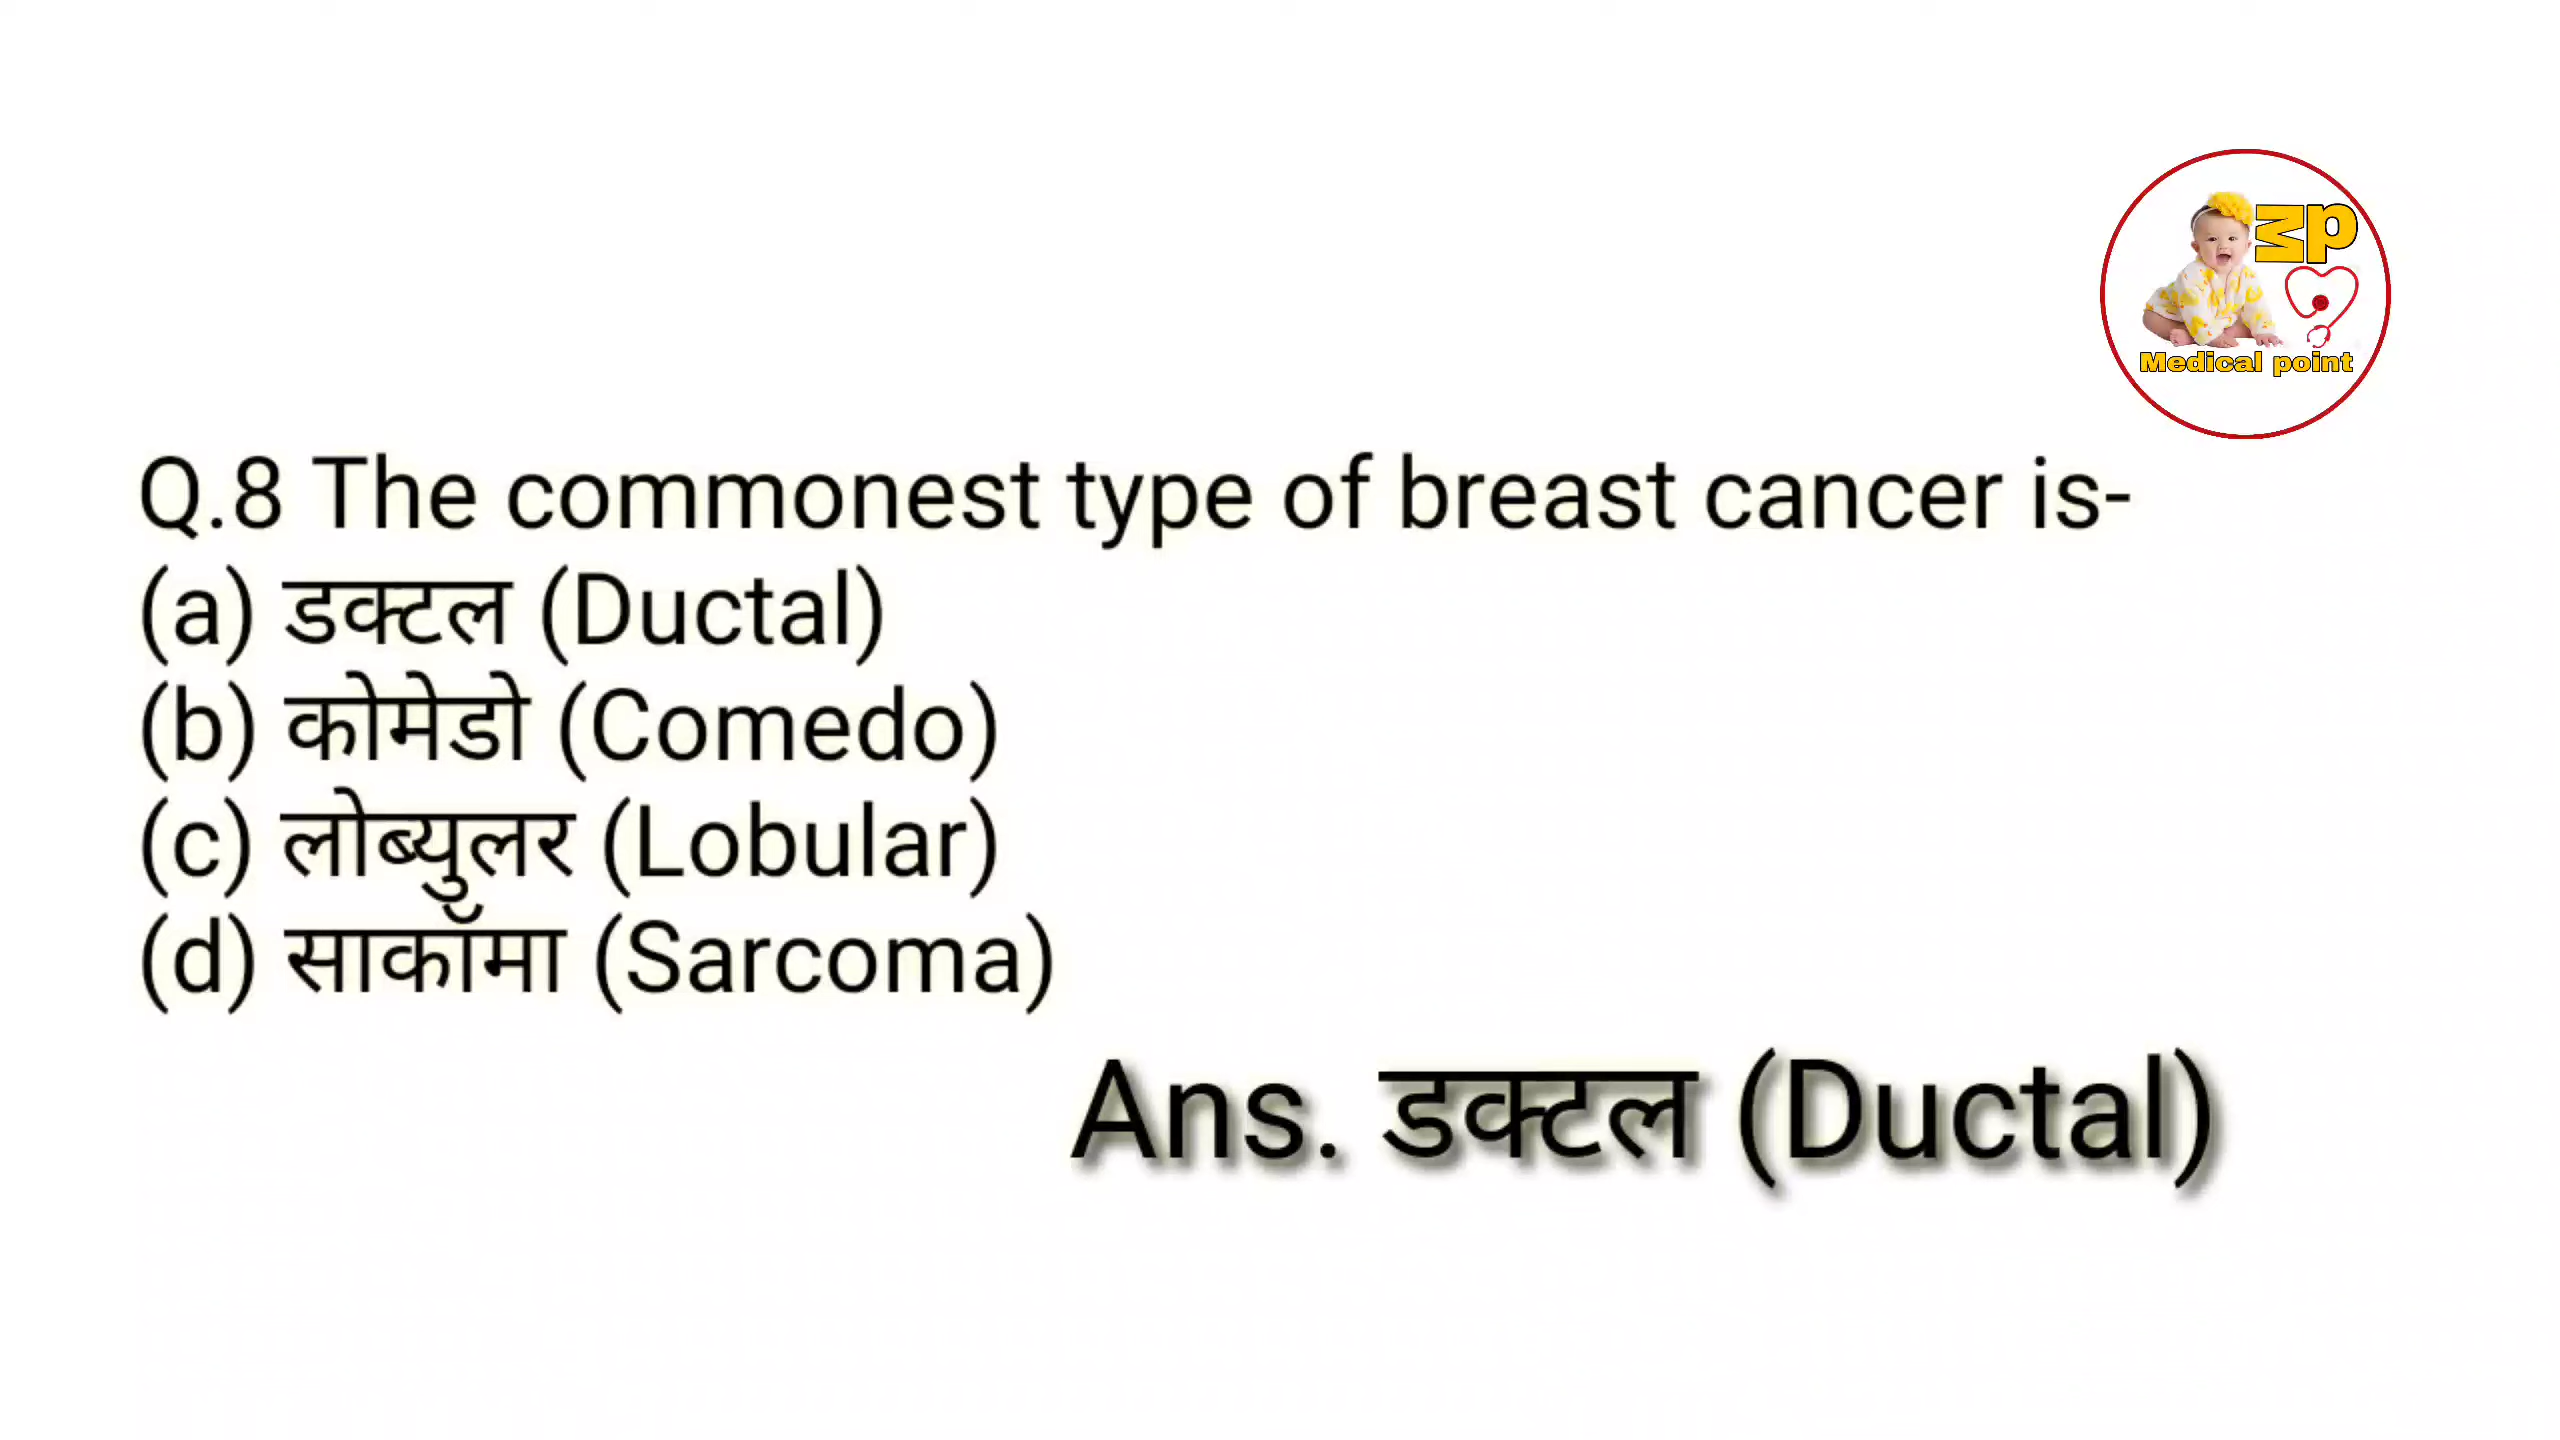 Mp
Medical point
Q.8 The commonest type of breast cancer is-
(a) डक्टल (Ductal)
(b) कोमेडो (Comedo)
(c) लोब्युलर (Lobular)
(d) साकॉमा (Sarcoma)
Ans. डक्टल (Ductal)